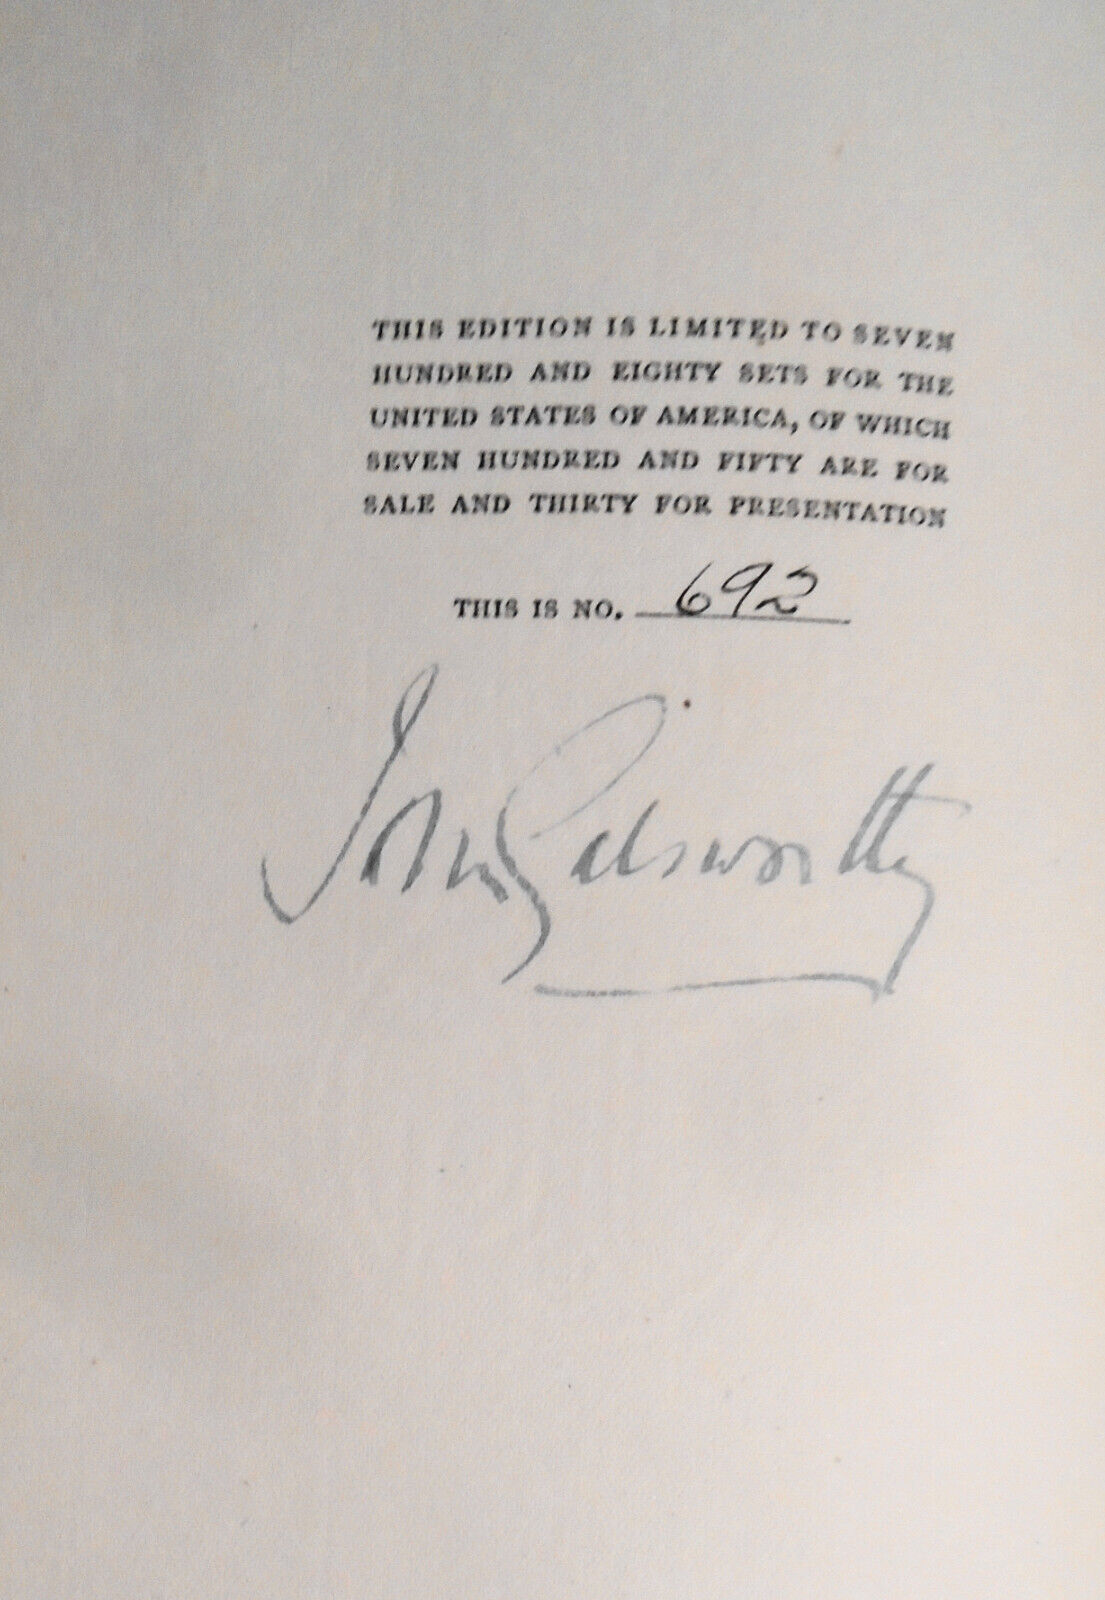 THIS EDITION IS LIMITED TO SEVEN
HUNDRED AND EIGHTY SETS FOR THE
UNITED STATES OF AMERICA, OF WHICH
SEVEN HUNDRED AND FIFTY ARE FOR
SALE AND THIRTY FOR PRESENTATION
THIS IS NO. 692
John Galsworthy